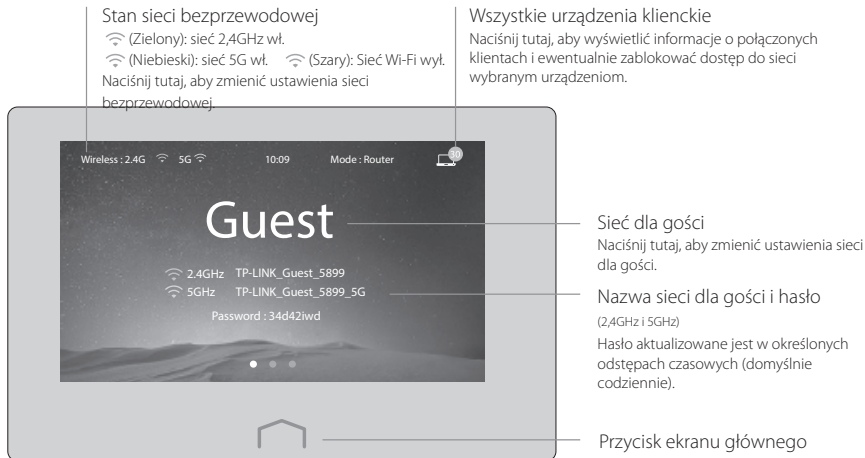 Stan sieci bezprzewodowej
(Zielony): sieć 2,4GHz wł.
(Niebieski): sieć 5G wł. (Szary): Sieć Wi-Fi wył.
Naciśnij tutaj, aby zmienić ustawienia sieci
bezprzewodowej.
Wszystkie urządzenia klienckie
Naciśnij tutaj, aby wyświetlić informacje o połączonych
klientach i ewentualnie zablokować dostęp do sieci
wybranym urządzeniom.
Wireless : 2.4G 5G 10:09 Mode : Router 30
Guest
2.4GHz TP-LINK_Guest_5899
5GHz TP-LINK_Guest_5899_5G
Password : 34d42iwd
Sieć dla gości
Naciśnij tutaj, aby zmienić ustawienia sieci
dla gości.
Nazwa sieci dla gości i hasło
(2,4GHz i 5GHz)
Hasło aktualizowane jest w określonych
odstępach czasowych (domyślnie
codziennie).
Przycisk ekranu głównego